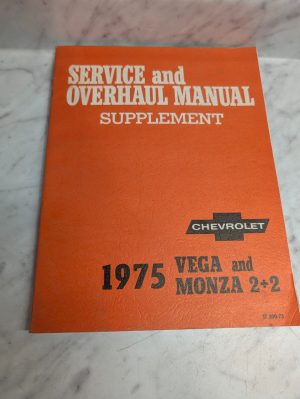 SERVICE and
OVERHAUL MANUAL
SUPPLEMENT
CHEVROLET
1975 VEGA and
MONZA 2+2